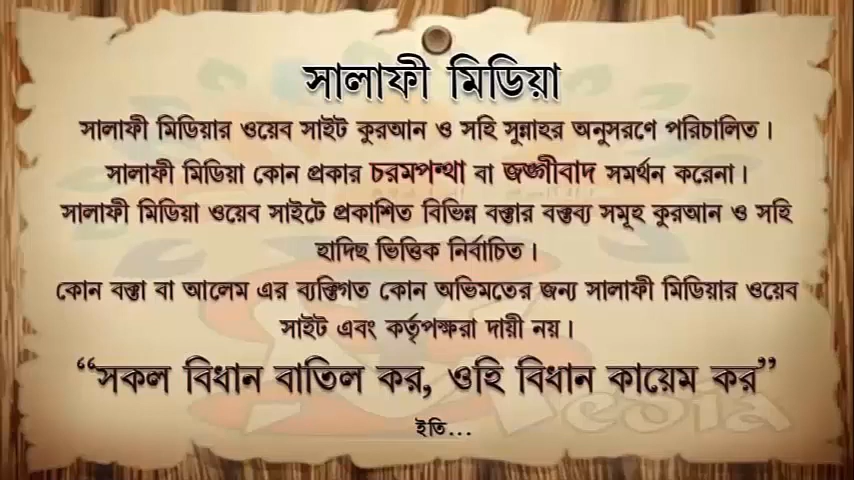 সালাফী মিডিয়া
সালাফী মিডিয়ার ওয়েব সাইট কুরআন ও সহি সুন্নাহর অনুসরণে পরিচালিত।
সালাফী মিডিয়া কোন প্রকার চরমপন্থা বা জঙ্গীবাদ সমর্থন করেনা।
সালাফী মিডিয়া ওয়েব সাইটে প্রকাশিত বিভিন্ন বক্তার বক্তব্য সমূহ কুরআন ও সহি
হাদিছ ভিত্তিক নির্বাচিত।
কোন বক্তা বা আলেম এর ব্যক্তিগত কোন অভিমতের জন্য সালাফী মিডিয়ার ওয়েব
সাইট এবং কর্তৃপক্ষরা দায়ী নয়।
“সকল বিধান বাতিল কর, ওহি বিধান কায়েম কর”
ইতি...